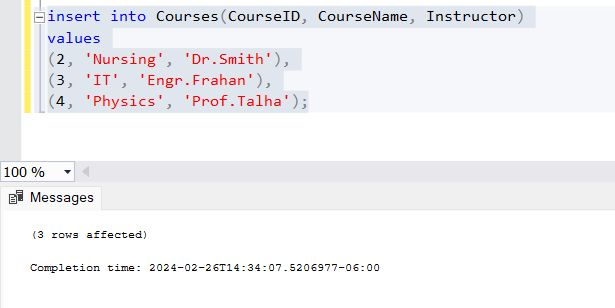 insert into Courses(CourseID, CourseName, Instructor)
values
(2, 'Nursing', 'Dr.Smith'),
(3, 'IT', 'Engr.Frahan'),
(4, 'Physics', 'Prof.Talha');
100 %
Messages
(3 rows affected)
Completion time: 2024-02-26T14:34:07.5206977-06:00